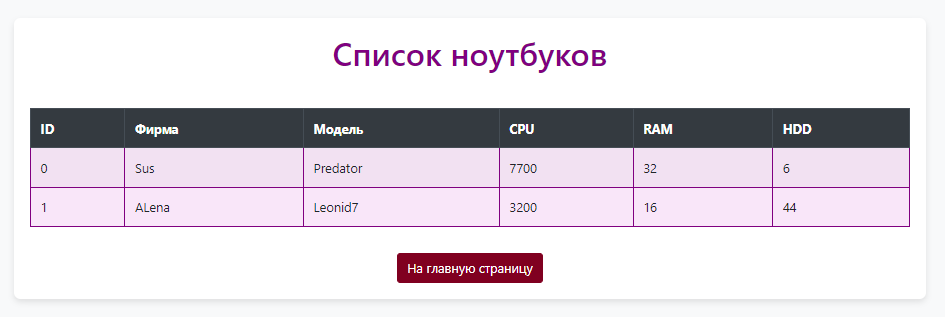 Список ноутбуков
ID Фирма Модель CPU RAM HDD
0 Sus Predator 7700 32 6
1 ALena Leonid7 3200 16 44
На главную страницу